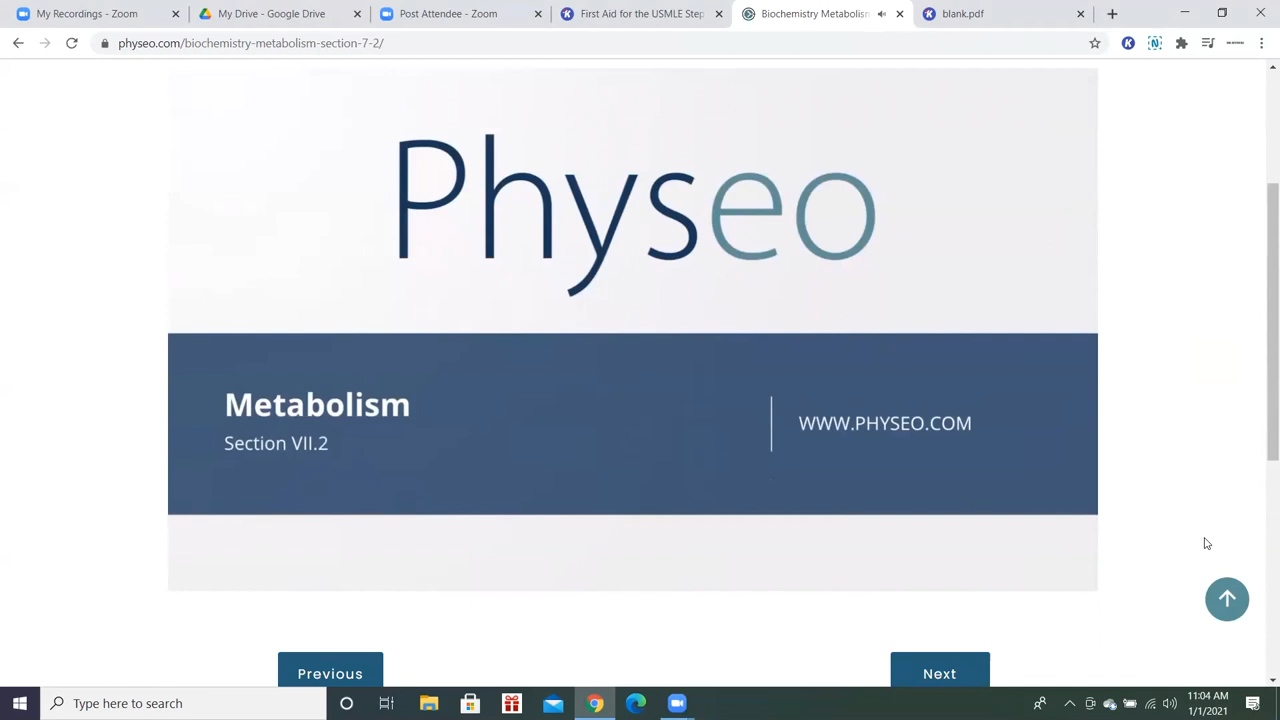 My Recordings - Zoom
My Drive - Google Drive
Post Attendee - Zoom
First Aid for the USMLE Step
Biochemistry Metabolism
blank.pdf
physeo.com/biochemistry-metabolism-section-7-2/
Physeo
Metabolism
Section VII.2
WWW.PHYSEO.COM
Previous
Next
Type here to search
11:04 AM
1/1/2021